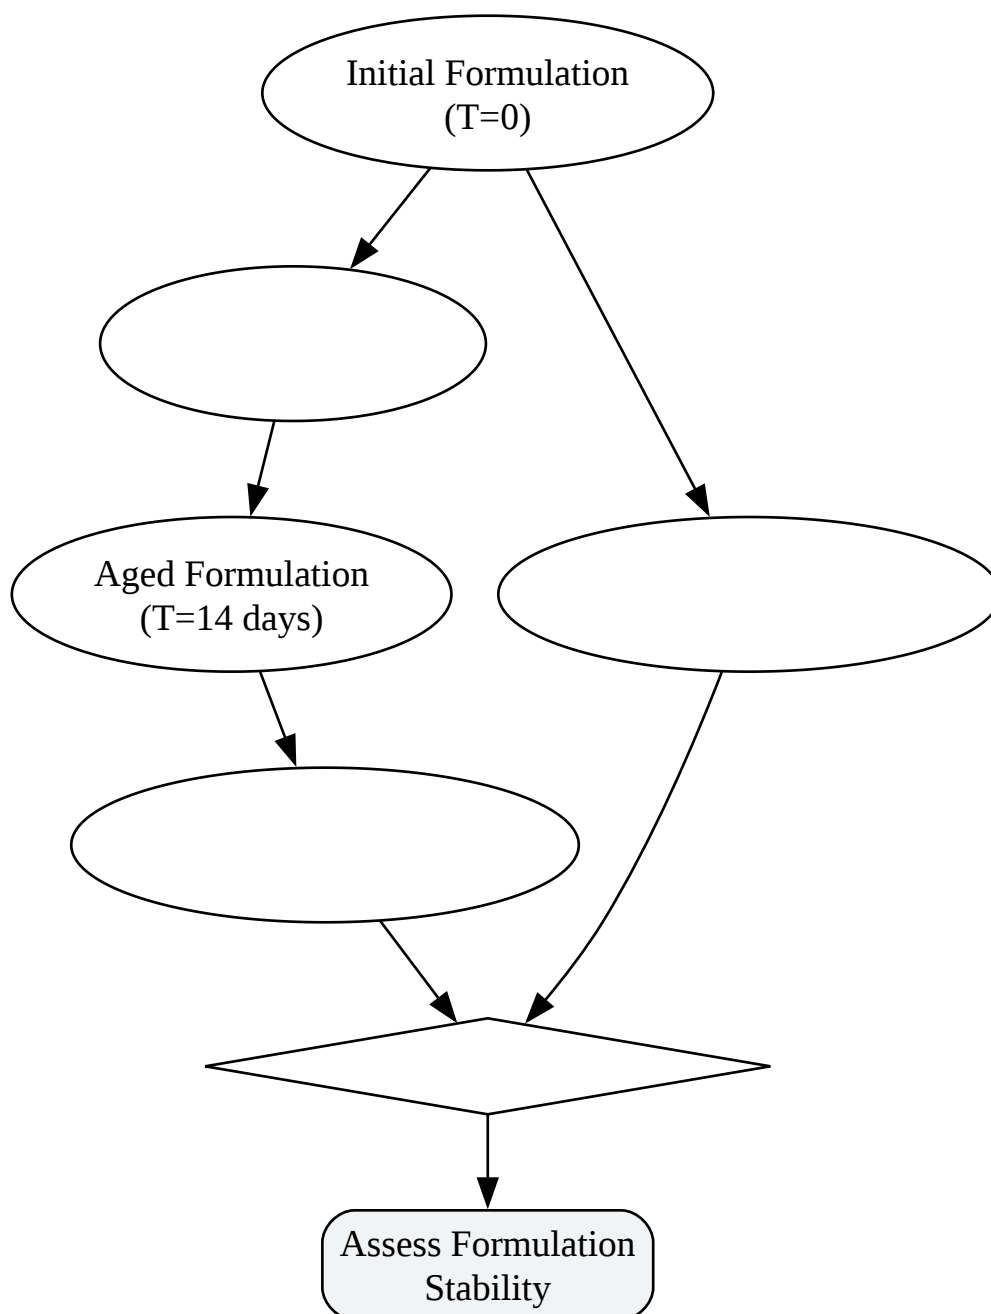 Initial Formulation
(T=0)
Aged Formulation
(T=14 days)
Assess Formulation
Stability